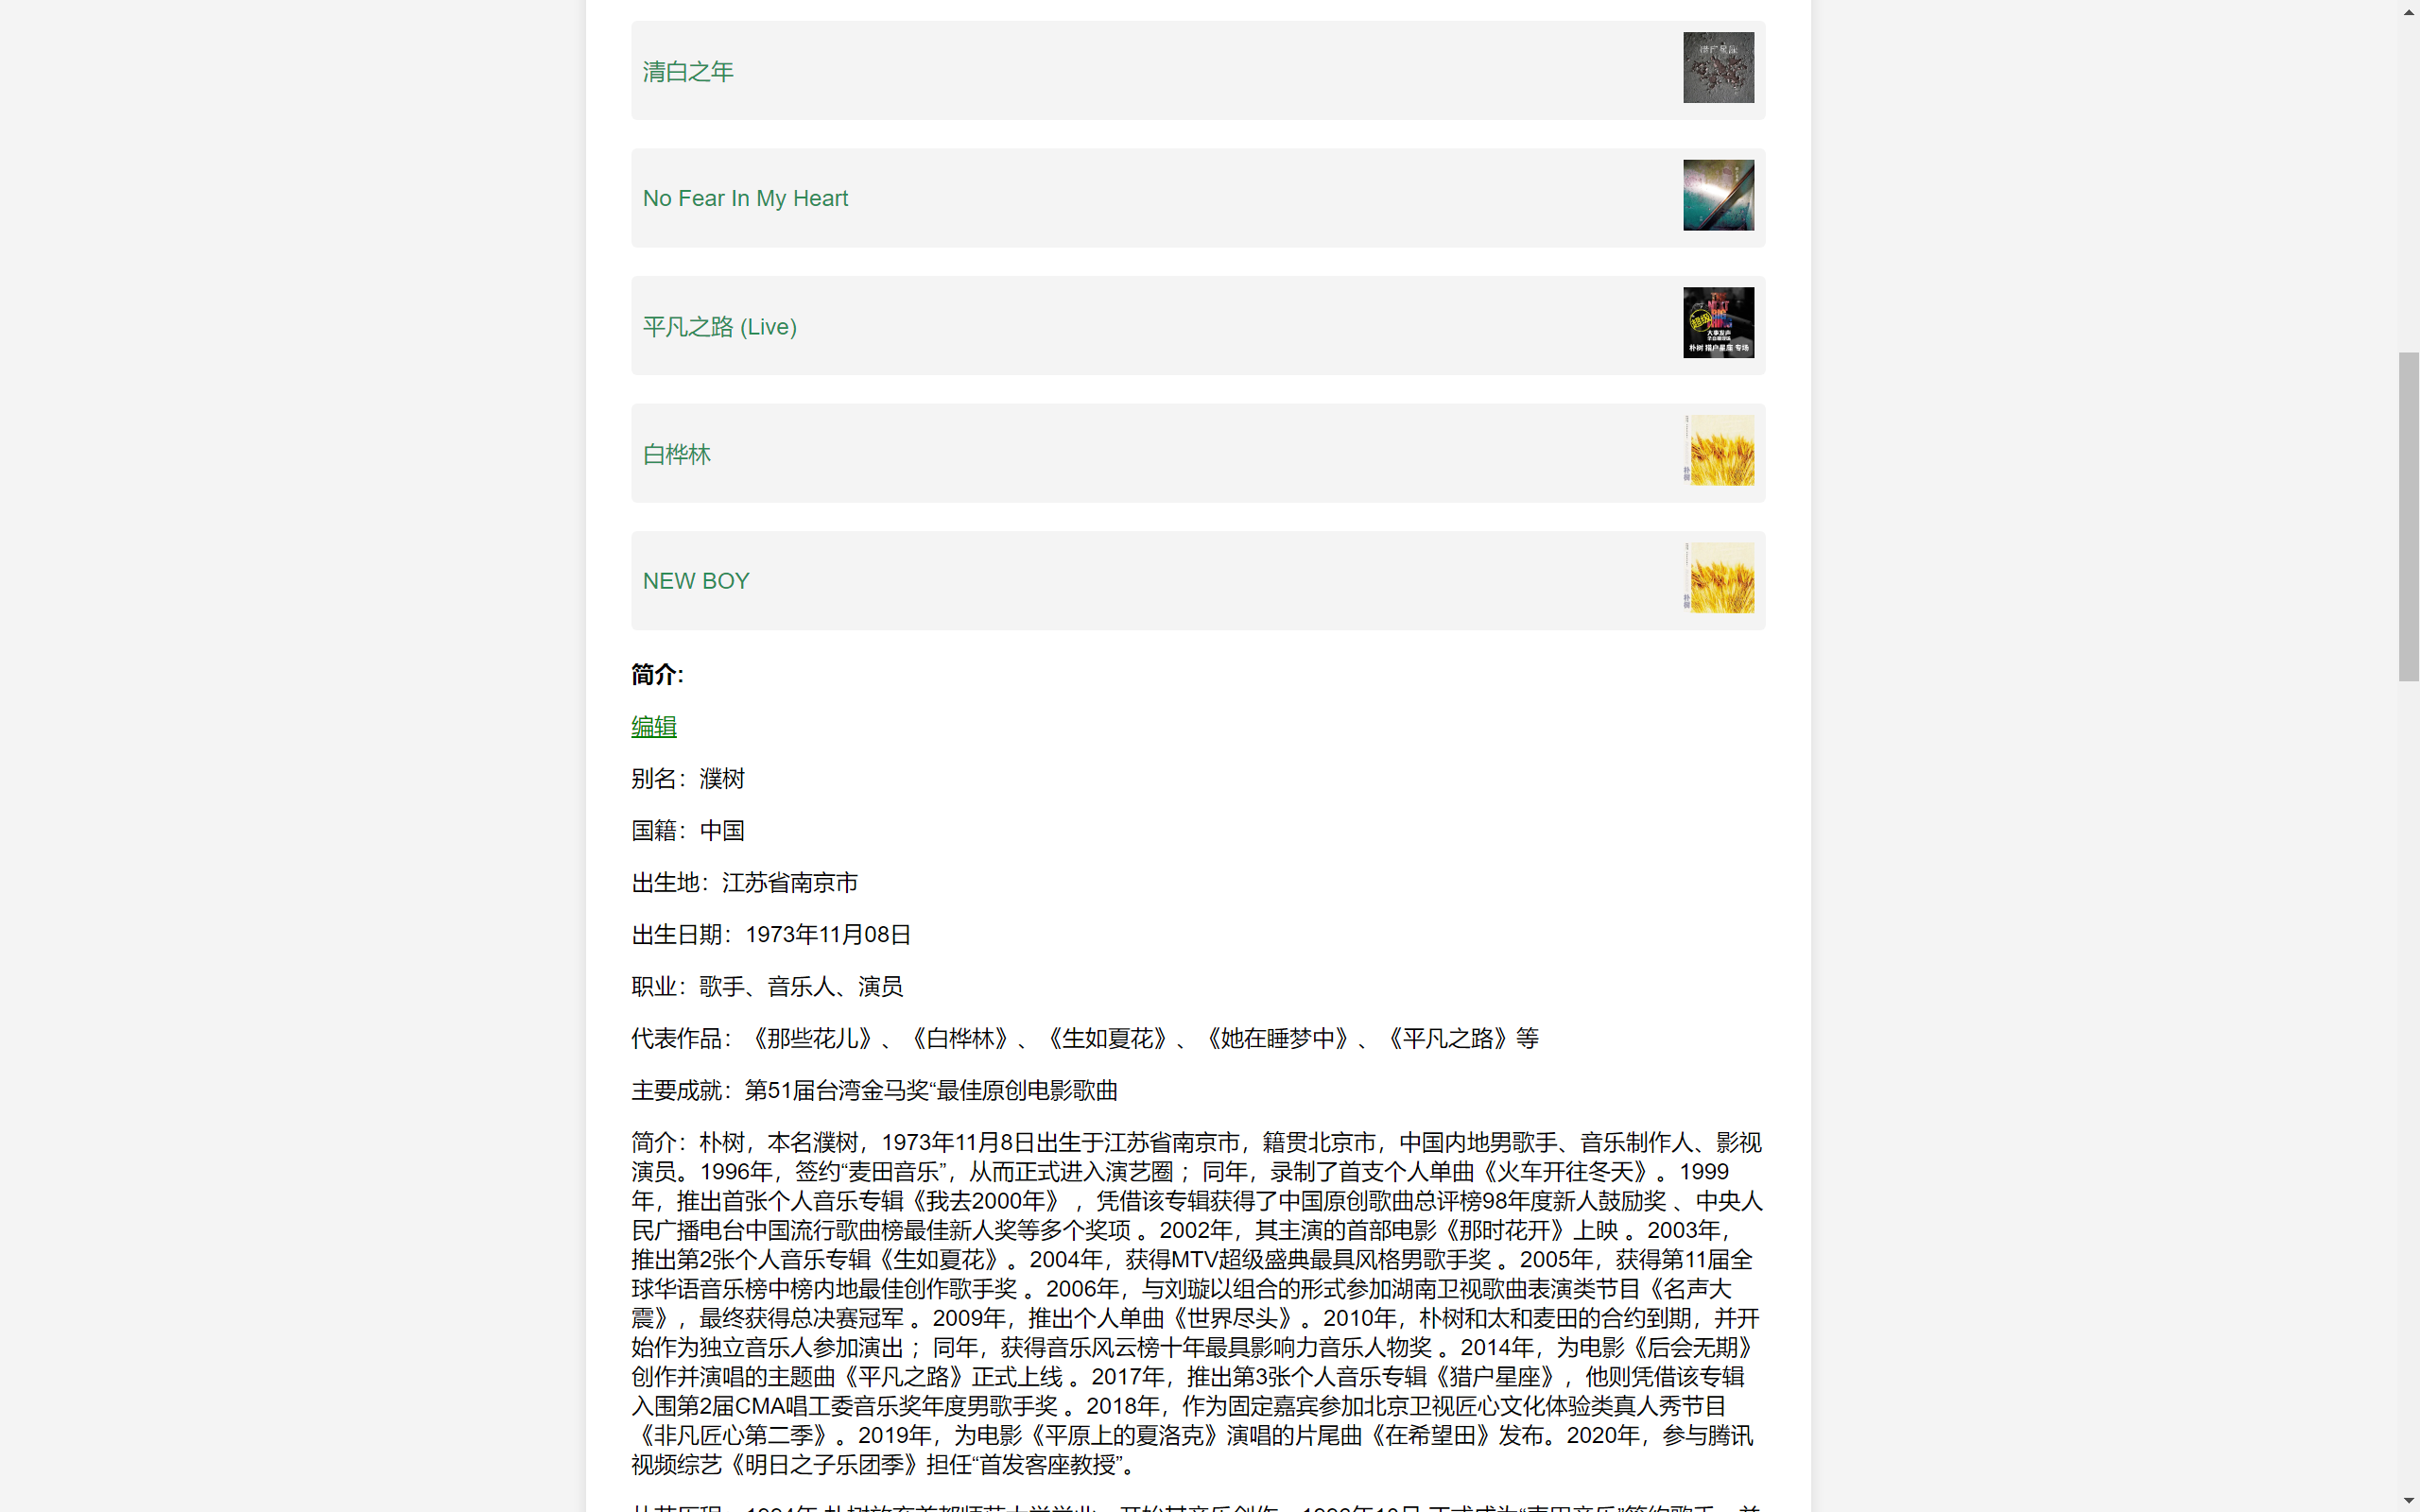 清白之年
猎户星座
No Fear In My Heart
平凡之路 (Live)
大事发声
朴树 猎户星座 专场
白桦林
朴树
NEW BOY
朴树
简介:
编辑
别名：濮树
国籍：中国
出生地：江苏省南京市
出生日期：1973年11月08日
职业：歌手、音乐人、演员
代表作品：《那些花儿》、《白桦林》、《生如夏花》、《她在睡梦中》、《平凡之路》等
主要成就：第51届台湾金马奖“最佳原创电影歌曲
简介：朴树，本名濮树，1973年11月8日出生于江苏省南京市，籍贯北京市，中国内地男歌手、音乐制作人、影视
演员。1996年，签约“麦田音乐”，从而正式进入演艺圈 ；同年，录制了首支个人单曲《火车开往冬天》。1999
年，推出首张个人音乐专辑《我去2000年》 ，凭借该专辑获得了中国原创歌曲总评榜98年度新人鼓励奖 、中央人
民广播电台中国流行歌曲榜最佳新人奖等多个奖项 。2002年，其主演的首部电影《那时花开》上映 。2003年，
推出第2张个人音乐专辑《生如夏花》。2004年，获得MTV超级盛典最具风格男歌手奖 。2005年，获得第11届全
球华语音乐榜中榜内地最佳创作歌手奖 。2006年，与刘璇以组合的形式参加湖南卫视歌曲表演类节目《名声大
震》，最终获得总决赛冠军 。2009年，推出个人单曲《世界尽头》。2010年，朴树和太和麦田的合约到期，并开
始作为独立音乐人参加演出 ；同年，获得音乐风云榜十年最具影响力音乐人物奖 。2014年，为电影《后会无期》
创作并演唱的主题曲《平凡之路》正式上线 。2017年，推出第3张个人音乐专辑《猎户星座》，他则凭借该专辑
入围第2届CMA唱工委音乐奖年度男歌手奖 。2018年，作为固定嘉宾参加北京卫视匠心文化体验类真人秀节目
《非凡匠心第二季》。2019年，为电影《平原上的夏洛克》演唱的片尾曲《在希望田》发布。2020年，参与腾讯
视频综艺《明日之子乐团季》担任“首发客座教授”。